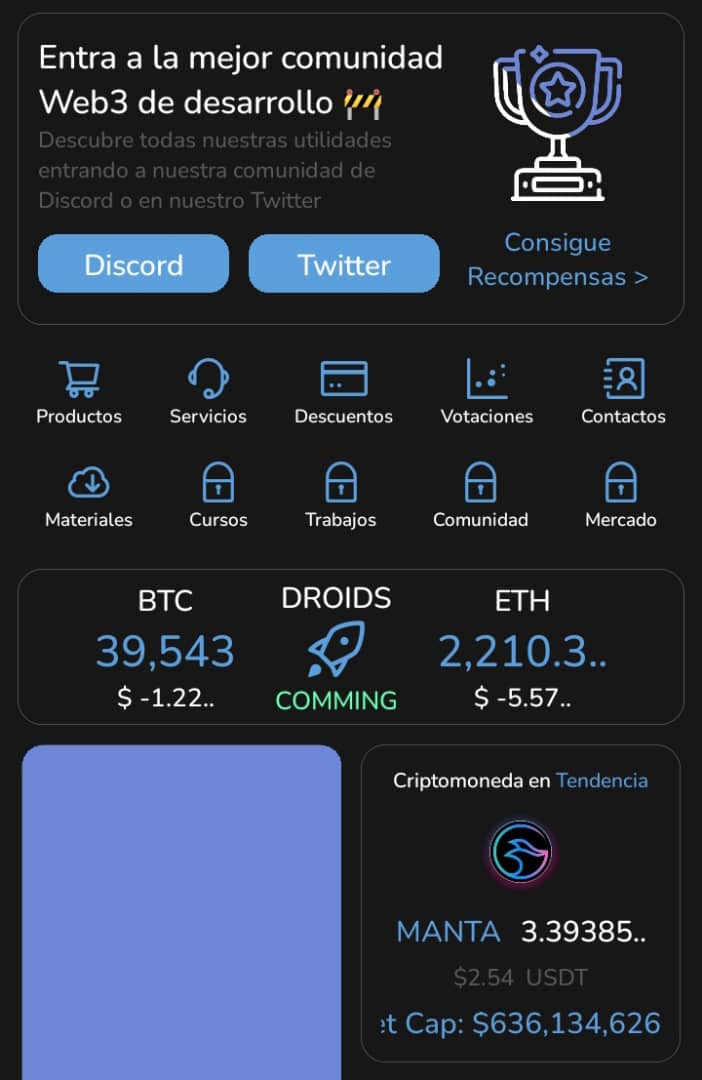 Entra a la mejor comunidad
Web3 de desarrollo 🚧
Descubre todas nuestras utilidades
entrando a nuestra comunidad de
Discord o en nuestro Twitter
Discord
Twitter
Consigue
Recompensas >
Productos
Servicios
Descuentos
Votaciones
Contactos
Materiales
Cursos
Trabajos
Comunidad
Mercado
BTC
39,543
$ -1.22..
DROIDS
COMMING
ETH
2,210.3..
$ -5.57..
Criptomoneda en Tendencia
MANTA 3.39385..
$2.54 USDT
et Cap: $636,134,626